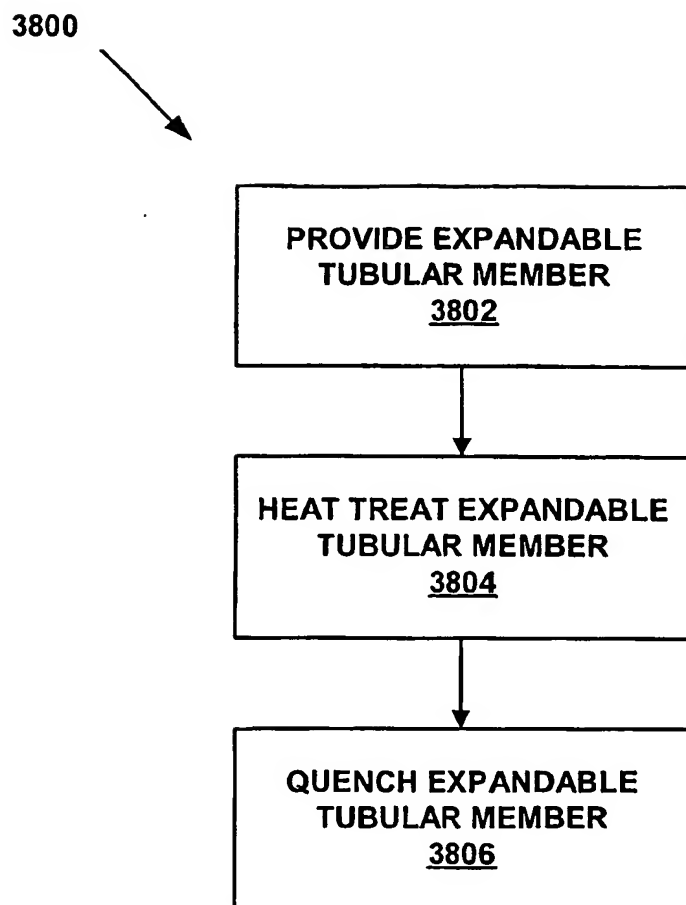 3800
PROVIDE EXPANDABLE
TUBULAR MEMBER
3802
HEAT TREAT EXPANDABLE
TUBULAR MEMBER
3804
QUENCH EXPANDABLE
TUBULAR MEMBER
3806